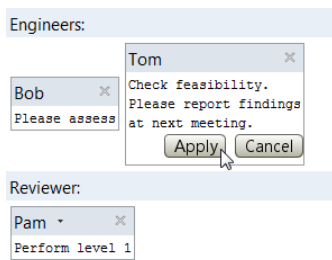 Engineers:
Tom
Bob
Check feasibility.
Please report findings
at next meeting.
Please assess
Apply Cancel
Reviewer:
Pam
Perform level 1